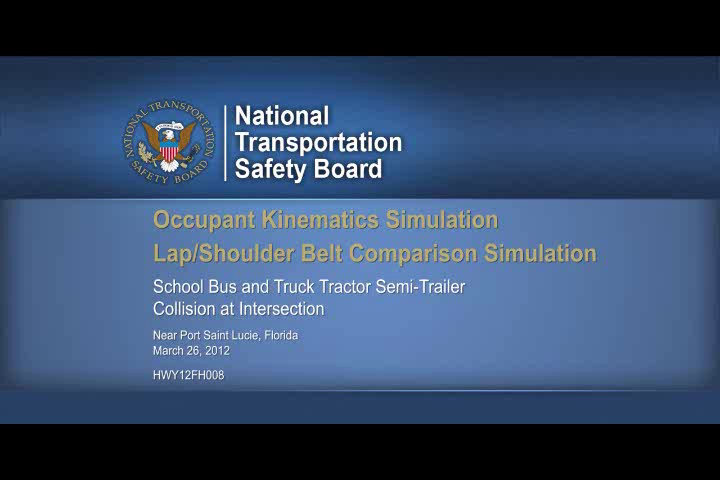 NATIONAL TRANSPORTATION SAFETY BOARD
National
Transportation
Safety Board
Occupant Kinematics Simulation
Lap/Shoulder Belt Comparison Simulation
School Bus and Truck Tractor Semi-Trailer
Collision at Intersection
Near Port Saint Lucie, Florida
March 26, 2012
HWY12FH008